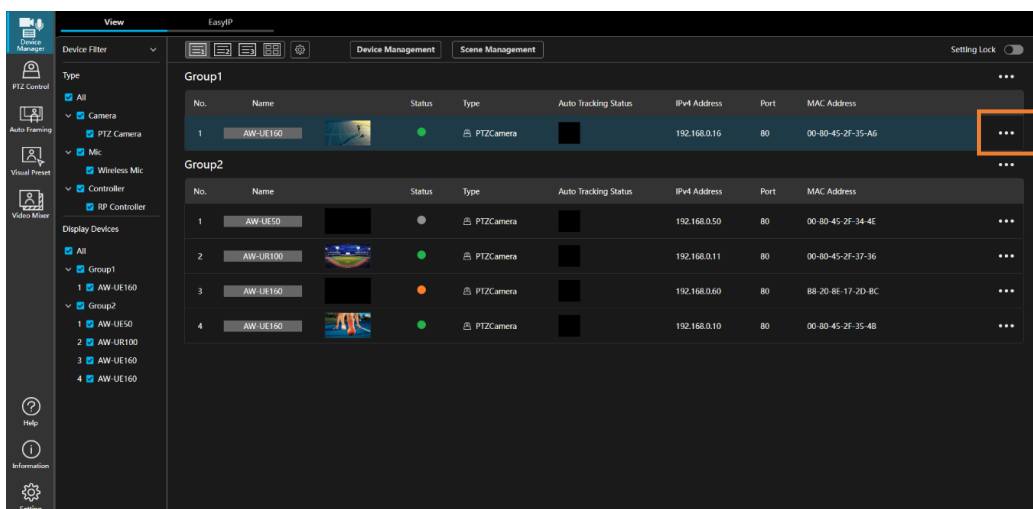 View EasyIP
Device Manager
PTZ Control
Auto Framing
Visual Preset
Video Mixer
Help
Information
Setting
Device Filter
Type
All
Camera
PTZ Camera
Mic
Wireless Mic
Controller
RP Controller
Display Devices
All
Group1
1 AW-UE160
Group2
1 AW-UE50
2 AW-UR100
3 AW-UE160
4 AW-UE160
1 2 3 Device Management Scene Management Setting Lock
Group1
No. Name Status Type Auto Tracking Status IPv4 Address Port MAC Address
1 AW-UE160 PTZCamera 192.168.0.16 80 00-80-45-2F-35-A6
Group2
No. Name Status Type Auto Tracking Status IPv4 Address Port MAC Address
1 AW-UE50 PTZCamera 192.168.0.50 80 00-80-45-2F-34-4E
2 AW-UR100 PTZCamera 192.168.0.11 80 00-80-45-2F-37-36
3 AW-UE160 PTZCamera 192.168.0.60 80 B8-20-8E-17-2D-BC
4 AW-UE160 PTZCamera 192.168.0.10 80 00-80-45-2F-35-4B